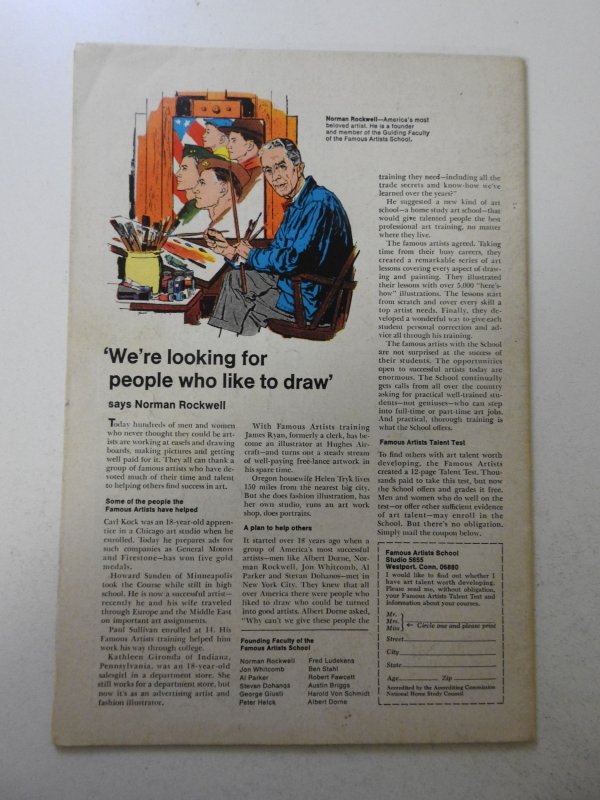 Norman Rockwell—America's most
beloved artist. He is a founder
and member of the Guiding Faculty
of the Famous Artists School.
'We're looking for
people who like to draw'
says Norman Rockwell
Today hundreds of men and women
who never thought they could be art-
ists are working at easels and drawing
boards, making pictures and getting
well paid for it. They all can thank a
group of famous artists who have de-
voted much of their time and talent
to helping others find success in art.
Some of the people the
Famous Artists have helped
Carl Kock was an 18-year-old appren-
tice in a Chicago art studio when he
enrolled. Today he prepares ads for
such companies as General Motors
and Firestone—has won five gold
medals.
Howard Sanden of Minneapolis
took the Course while still in high
school. He is now a successful artist—
recently he and his wife traveled
through Europe and the Middle East
on important art assignments.
Paul Sullivan enrolled at 14. His
Famous Artists training helped him
work his way through college.
Kathleen Gironda of Indiana,
Pennsylvania, was an 18-year-old
salesgirl in a department store. She
still works for a department store, but
now it's as an advertising artist and
fashion illustrator.
With Famous Artists training
James Ryan, formerly a clerk, has be-
come an illustrator at Hughes Air-
craft—and turns out a steady stream
of well-paying free-lance artwork in
his spare time.
Oregon housewife Helen Tryk lives
150 miles from the nearest big city.
But she does fashion illustration, has
her own studio, runs an art work
shop, does portraits.
A plan to help others
It started over 18 years ago when a
group of America's most successful
artists—men like Albert Dorne, Nor-
man Rockwell, Jon Whitcomb, Al
Parker and Stevan Dohanos—met in
New York City. They knew that all
over America there were people who
liked to draw who could be turned
into good artists. Albert Dorne asked,
"Why can't we give these people the
Founding Faculty of the
Famous Artists School
Norman Rockwell
Jon Whitcomb
Al Parker
Stevan Dohanos
George Giusti
Peter Helck
Fred Ludekens
Ben Stahl
Robert Fawcett
Austin Briggs
Harold Von Schmidt
Albert Dorne
training they need—including all the
trade secrets and know-how we've
learned over the years?"
He suggested a new kind of art
school—a home study art school—that
would give talented people the best
professional art training, no matter
where they live.
The famous artists agreed. Taking
time from their busy careers, they
created a remarkable series of art
lessons covering every aspect of draw-
ing and painting. They illustrated
their lessons with over 5,000 "here's-
how" illustrations. The lessons start
from scratch and cover every skill a
top artist needs. Finally, they de-
veloped a wonderful way to give each
student personal correction and ad-
vice all through his training.
The famous artists with the School
are not surprised at the success of
their students. The opportunities
open to successful artists today are
enormous. The School continually
gets calls from all over the country
asking for practical well-trained stu-
dents—not geniuses—who can step
into full-time or part-time art jobs.
And practical, thorough training is
what the School offers.
Famous Artists Talent Test
To find others with art talent worth
developing, the Famous Artists
created a 12-page Talent Test. Thou-
sands paid to take this test, but now
the School offers and grades it free.
Men and women who do well on the
test—or offer other sufficient evidence
of art talent—may enroll in the
School. But there's no obligation.
Simply mail the coupon below.
Famous Artists School
Studio 5655
Westport, Conn. 06880
I would like to find out whether I
have art talent worth developing.
Please send me, without obligation,
your Famous Artists Talent Test and
information about your courses.
Mr.
Mrs.
Miss
← Circle one and please print
Street
City
State
Age Zip
Accredited by the Accrediting Commission
National Home Study Council